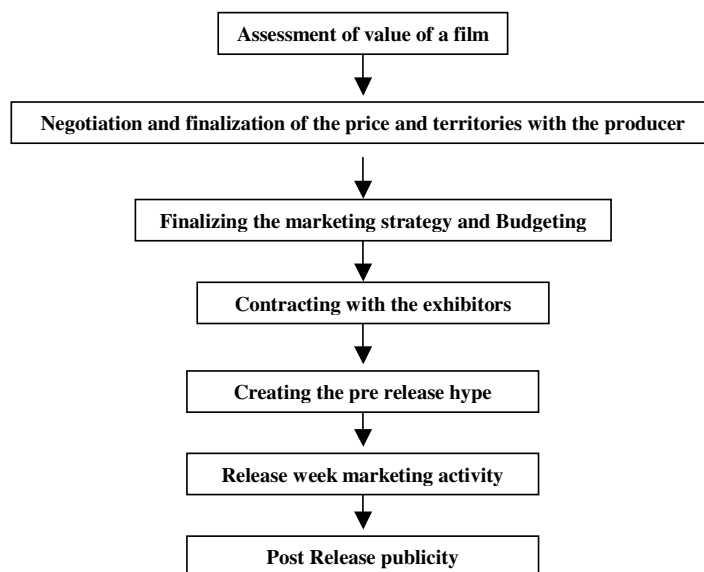 Assessment of value of a film
Negotiation and finalization of the price and territories with the producer
Finalizing the marketing strategy and Budgeting
Contracting with the exhibitors
Creating the pre release hype
Release week marketing activity
Post Release publicity